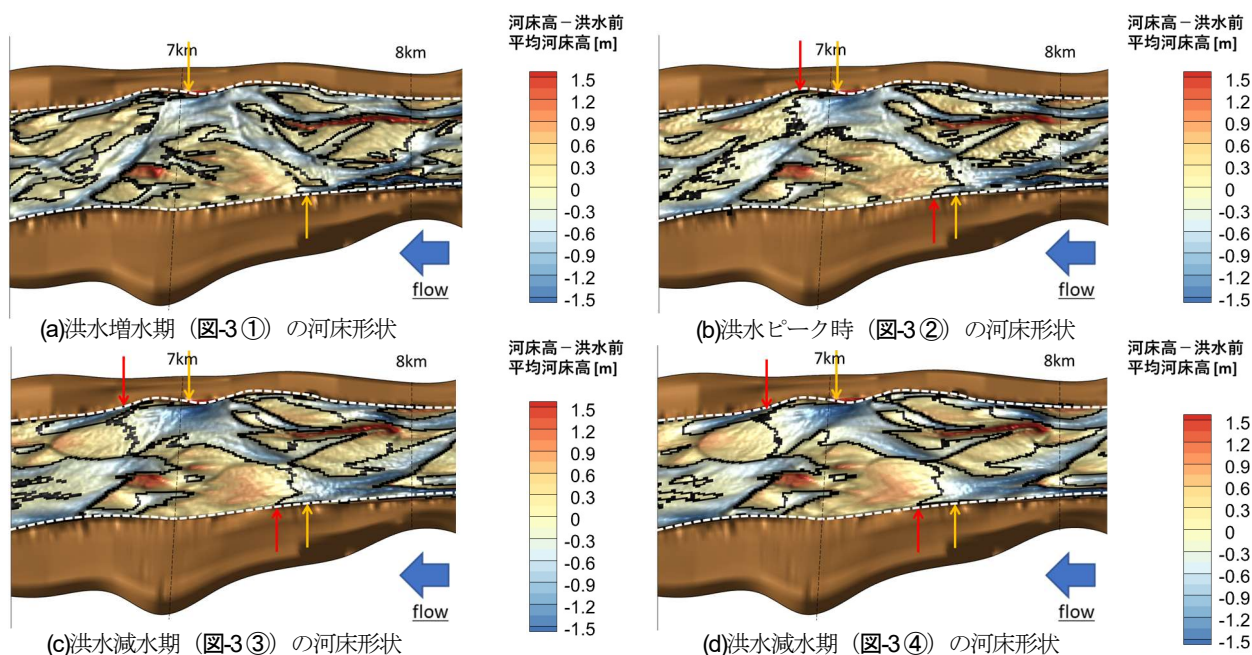 河床高－洪水前
平均河床高 [m]
7km
8km
1.5
1.2
0.9
0.6
0.3
0
-0.3
-0.6
-0.9
-1.2
-1.5
flow
(a)洪水増水期（図-3①）の河床形状
河床高－洪水前
平均河床高 [m]
7km
8km
1.5
1.2
0.9
0.6
0.3
0
-0.3
-0.6
-0.9
-1.2
-1.5
flow
(b)洪水ピーク時（図-3②）の河床形状
河床高－洪水前
平均河床高 [m]
7km
8km
1.5
1.2
0.9
0.6
0.3
0
-0.3
-0.6
-0.9
-1.2
-1.5
flow
(c)洪水減水期（図-3③）の河床形状
河床高－洪水前
平均河床高 [m]
7km
8km
1.5
1.2
0.9
0.6
0.3
0
-0.3
-0.6
-0.9
-1.2
-1.5
flow
(d)洪水減水期（図-3④）の河床形状